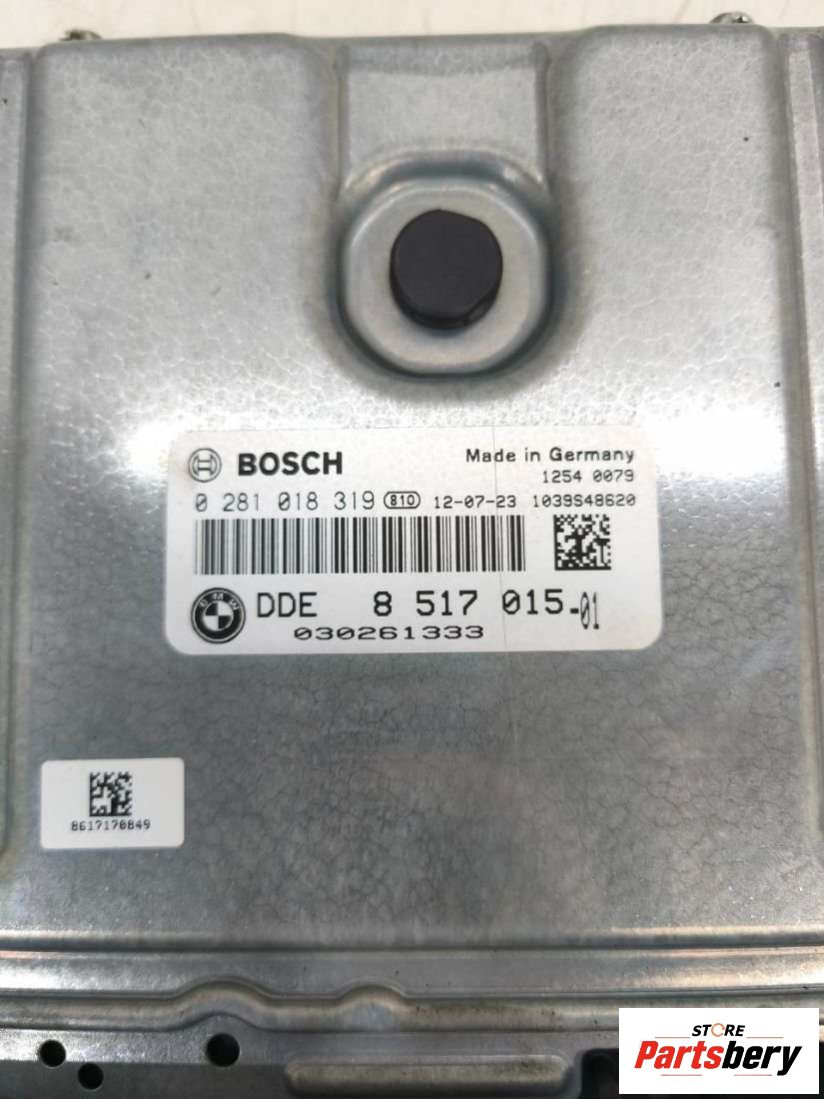 BOSCH
Made in Germany
1254 0079
0 281 018 319 810 12-07-23 1039S48620
DDE 8 517 015-01
030261333
8617170849
STORE
Partsbery